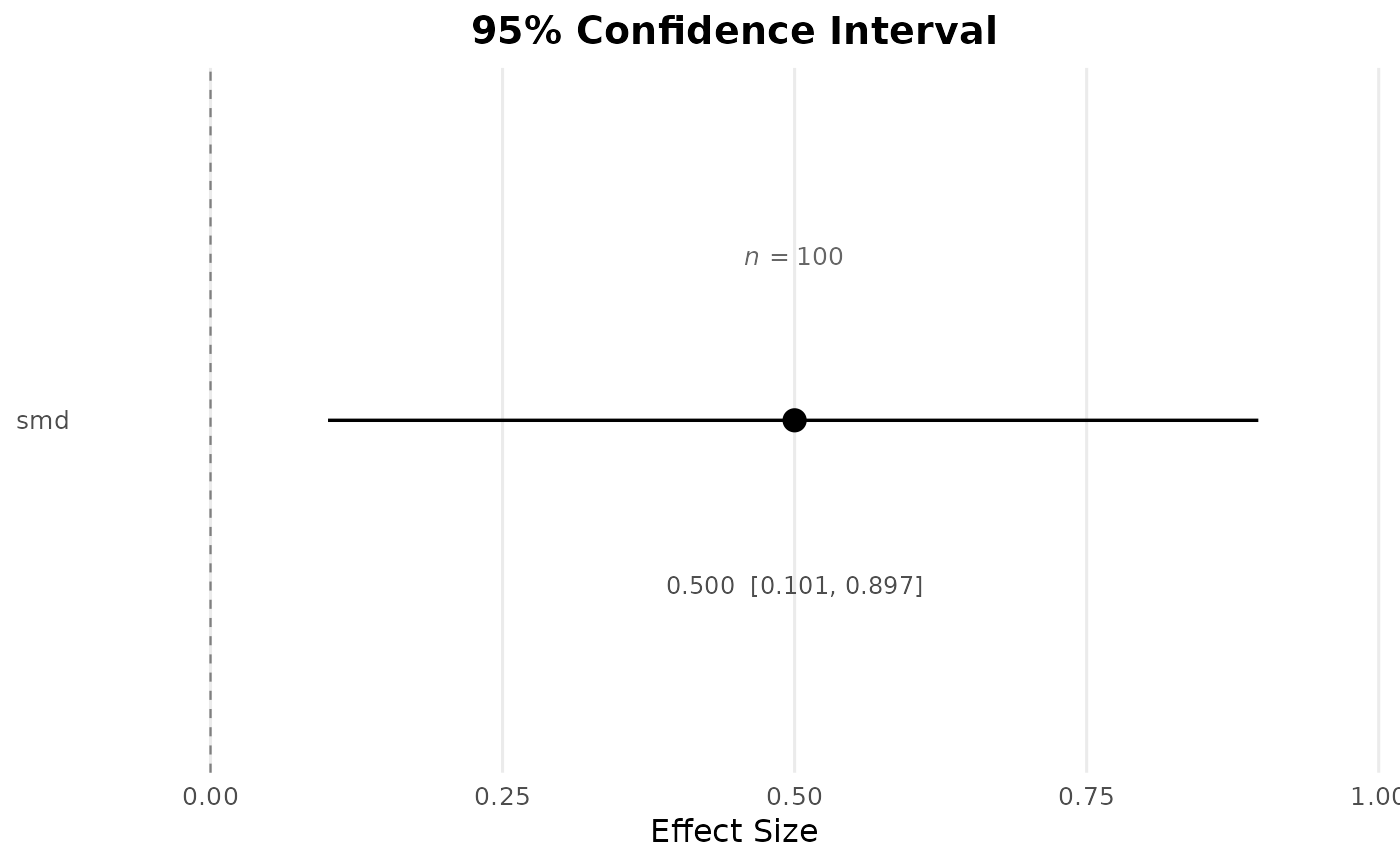 95% Confidence Interval
n = 100
smd
0.500 [0.101, 0.897]
0.00 0.25 0.50 0.75 1.00
Effect Size